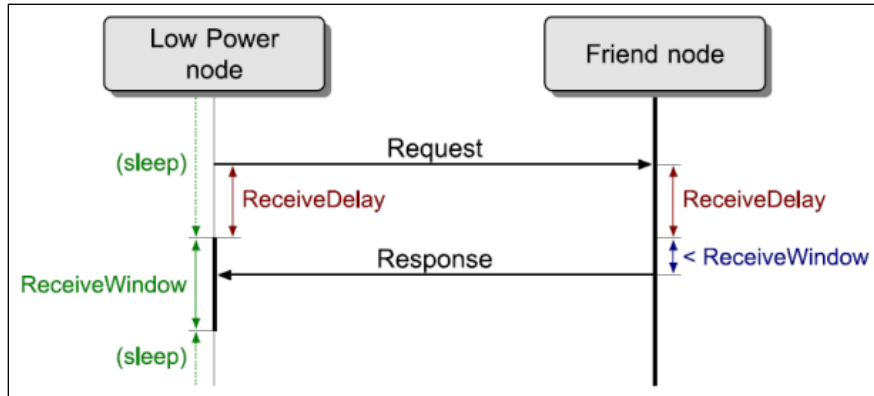 Low Power
node
Friend node
(sleep)
Request
ReceiveDelay
ReceiveDelay
Response
< ReceiveWindow
ReceiveWindow
(sleep)